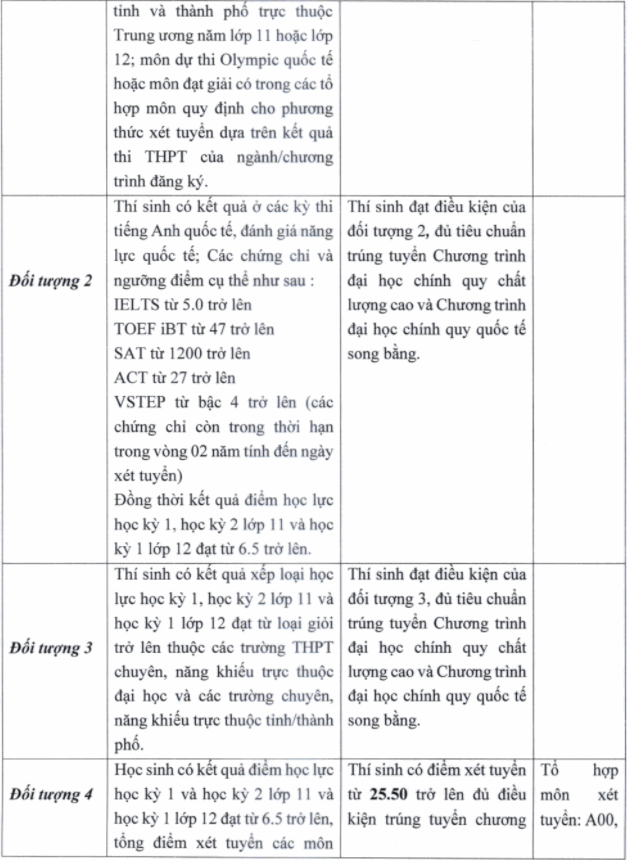 tỉnh và thành phố trực thuộc
Trung ương năm lớp 11 hoặc lớp
12; môn dự thi Olympic quốc tế
hoặc môn đạt giải có trong các tổ
hợp môn quy định cho phương
thức xét tuyển dựa trên kết quả
thi THPT của ngành/chương
trình đăng ký.
Đối tượng 2
Thí sinh có kết quả ở các kỳ thi
tiếng Anh quốc tế, đánh giá năng
lực quốc tế; Các chứng chỉ và
ngưỡng điểm cụ thể như sau :
IELTS từ 5.0 trở lên
TOEF iBT từ 47 trở lên
SAT từ 1200 trở lên
ACT từ 27 trở lên
VSTEP từ bậc 4 trở lên (các
chứng chỉ còn trong thời hạn
trong vòng 02 năm tính đến ngày
xét tuyển)
Đồng thời kết quả điểm học lực
học kỳ 1, học kỳ 2 lớp 11 và học
kỳ 1 lớp 12 đạt từ 6.5 trở lên.
Thí sinh đạt điều kiện của
đối tượng 2, đủ tiêu chuẩn
trúng tuyển Chương trình
đại học chính quy chất
lượng cao và Chương trình
đại học chính quy quốc tế
song bằng.
Đối tượng 3
Thí sinh có kết quả xếp loại học
lực học kỳ 1, học kỳ 2 lớp 11 và
học kỳ 1 lớp 12 đạt từ loại giỏi
trở lên thuộc các trường THPT
chuyên, năng khiếu trực thuộc
đại học và các trường chuyên,
năng khiếu trực thuộc tỉnh/thành
phố.
Thí sinh đạt điều kiện của
đối tượng 3, đủ tiêu chuẩn
trúng tuyển Chương trình
đại học chính quy chất
lượng cao và Chương trình
đại học chính quy quốc tế
song bằng.
Đối tượng 4
Học sinh có kết quả điểm học lực
học kỳ 1 và học kỳ 2 lớp 11 và
học kỳ 1 lớp 12 đạt từ 6.5 trở lên,
tổng điểm xét tuyển các môn
Thí sinh có điểm xét tuyển
từ 25.50 trở lên đủ điều
kiện trúng tuyển chương
Tổ hợp
môn xét
tuyển: A00,